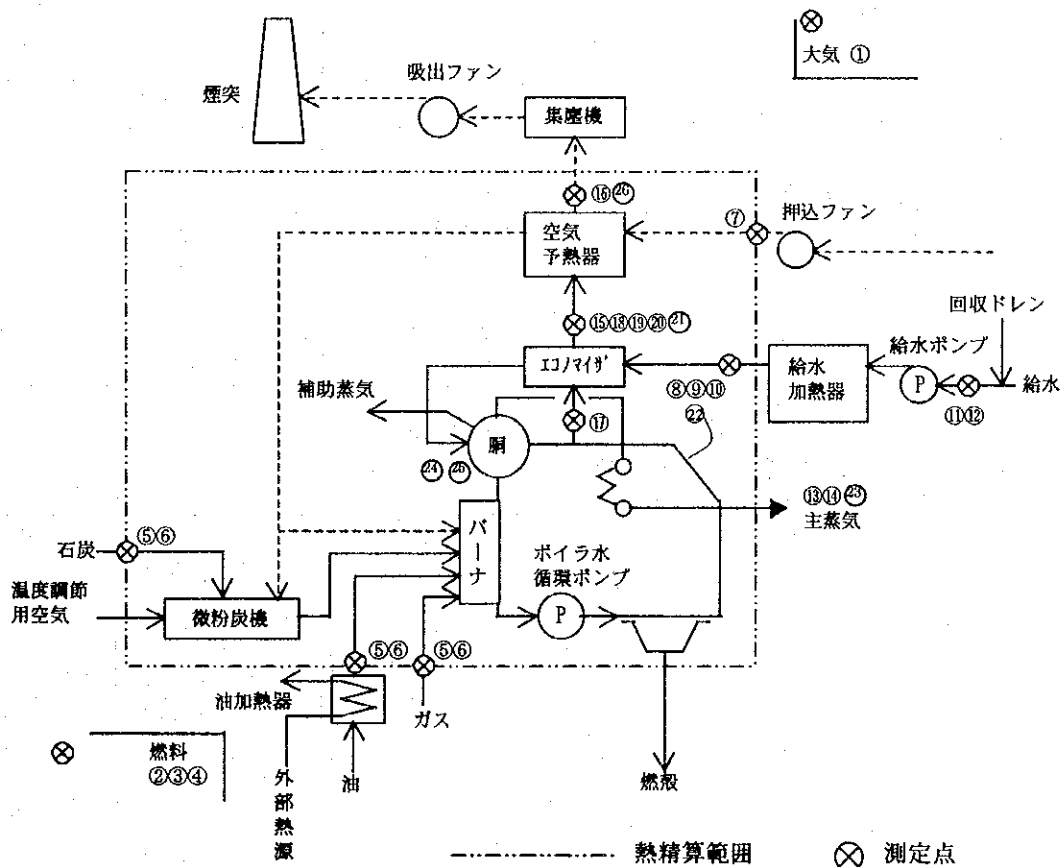 大気 ①
吸出ファン
煙突
集塵機
⑯㉖
⑦
押込ファン
空気
予熱器
回収ドレン
⑮⑱⑲⑳㉑
給水ポンプ
エコノマイザ
給水
加熱器
P
給水
⑧⑨⑩
⑪⑫
補助蒸気
㉒
⑰
胴
㉔ ㉕
⑬⑭㉓
主蒸気
バーナ
石炭
⑤⑥
ボイラ水
循環ポンプ
温度調節
用空気
微粉炭機
P
⑤⑥
⑤⑥
油加熱器
ガス
燃料
②③④
外部熱源
油
燃殻
熱精算範囲
測定点